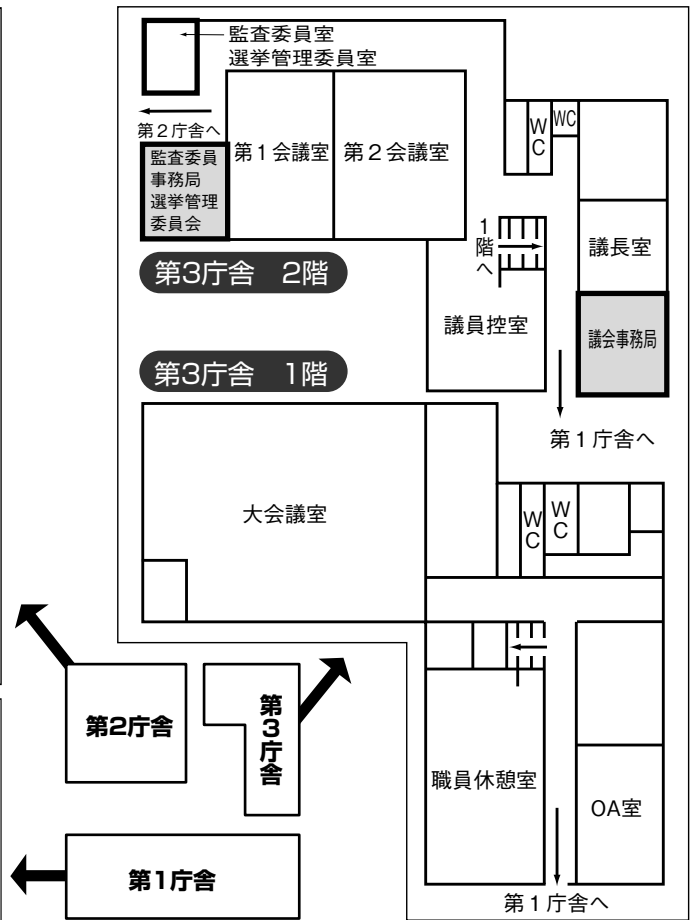 監査委員室
選挙管理委員室
第2庁舎へ
監査委員
事務局
選挙管理
委員会
第1会議室
第2会議室
WC
WC
1階へ
議長室
議員控室
議会事務局
第1庁舎へ
第3庁舎 2階
第3庁舎 1階
大会議室
WC
WC
職員休憩室
OA室
第1庁舎へ
第2庁舎
第3庁舎
第1庁舎